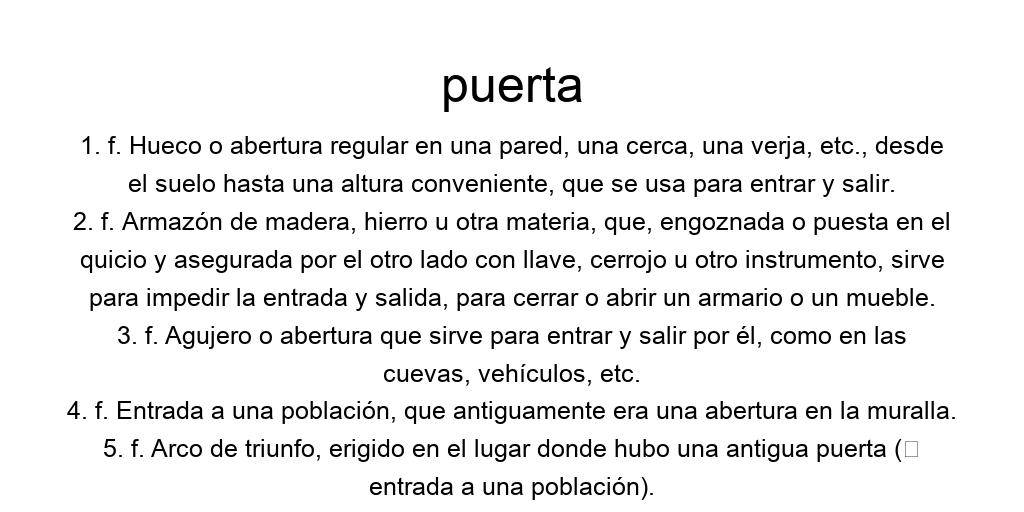 puerta
1. f. Hueco o abertura regular en una pared, una cerca, una verja, etc., desde
el suelo hasta una altura conveniente, que se usa para entrar y salir.
2. f. Armazón de madera, hierro u otra materia, que, engoznada o puesta en el
quicio y asegurada por el otro lado con llave, cerrojo u otro instrumento, sirve
para impedir la entrada y salida, para cerrar o abrir un armario o un mueble.
3. f. Agujero o abertura que sirve para entrar y salir por él, como en las
cuevas, vehículos, etc.
4. f. Entrada a una población, que antiguamente era una abertura en la muralla.
5. f. Arco de triunfo, erigido en el lugar donde hubo una antigua puerta (
entrada a una población).